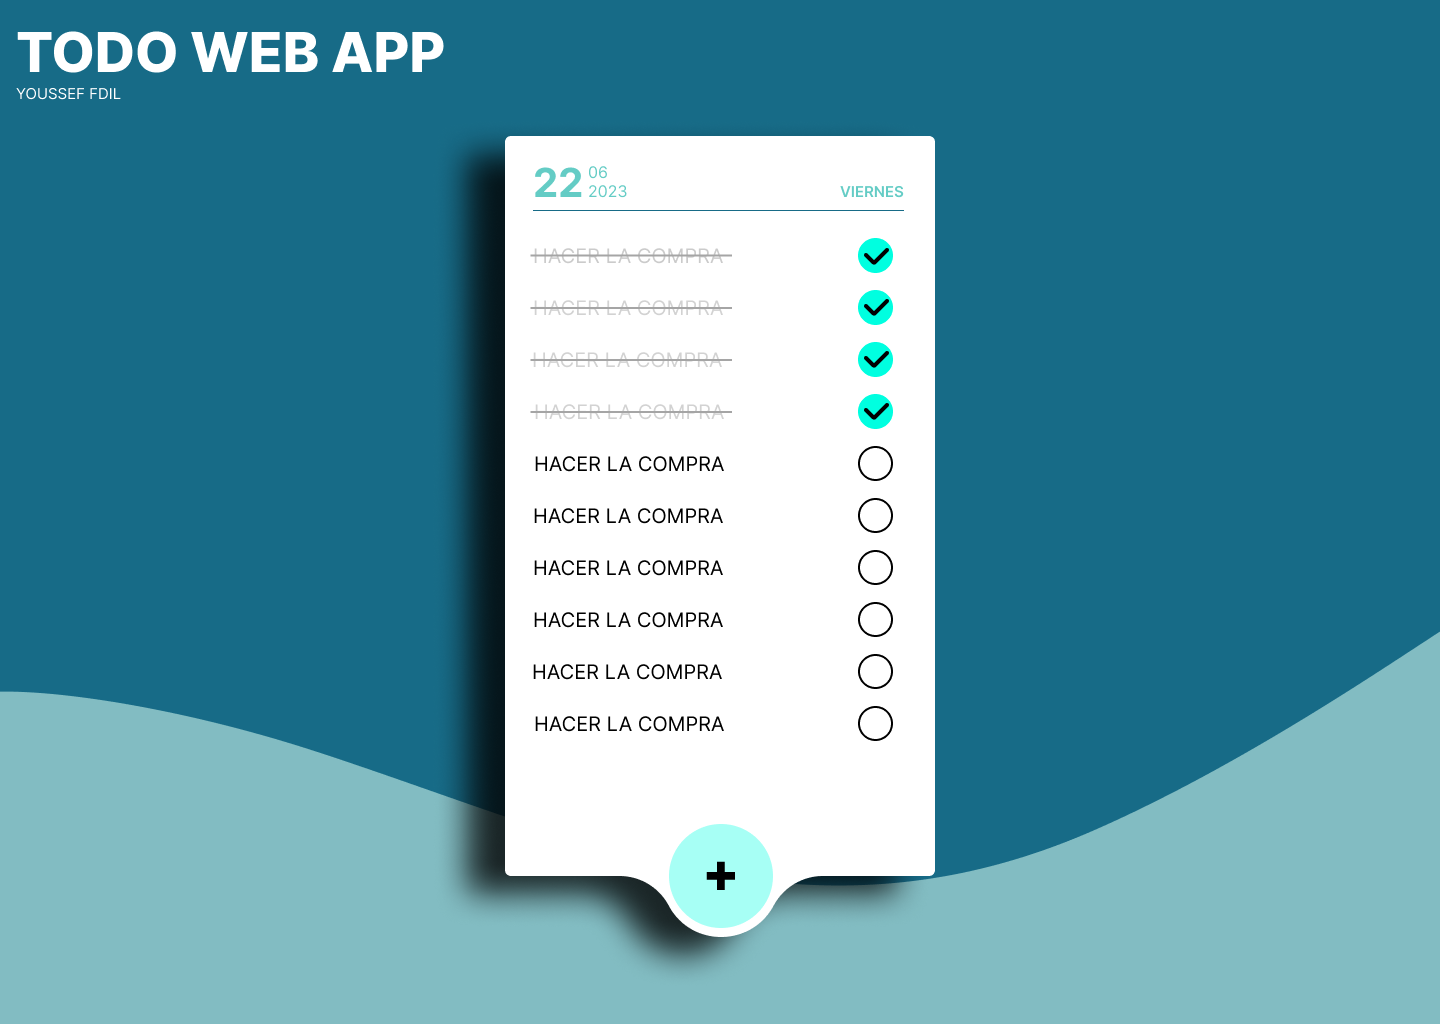 TODO WEB APP
YOUSSEF FDIL
22 06
2023
VIERNES
HACER LA COMPRA
HACER LA COMPRA
HACER LA COMPRA
HACER LA COMPRA
HACER LA COMPRA
HACER LA COMPRA
HACER LA COMPRA
HACER LA COMPRA
HACER LA COMPRA
HACER LA COMPRA
+